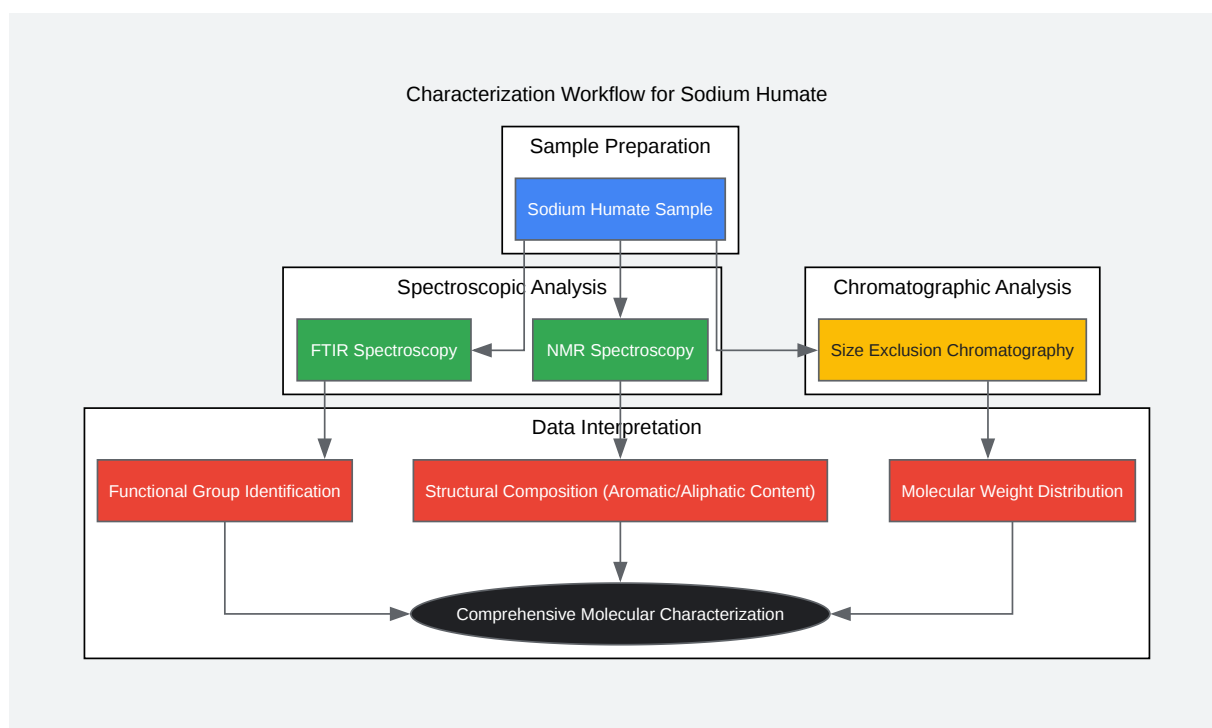 Characterization Workflow for Sodium Humate
Sample Preparation
Sodium Humate Sample
Spectroscopic Analysis
Chromatographic Analysis
FTIR Spectroscopy
NMR Spectroscopy
Size Exclusion Chromatography
Data Interpretation
Functional Group Identification
Structural Composition (Aromatic/Aliphatic Content)
Molecular Weight Distribution
Comprehensive Molecular Characterization